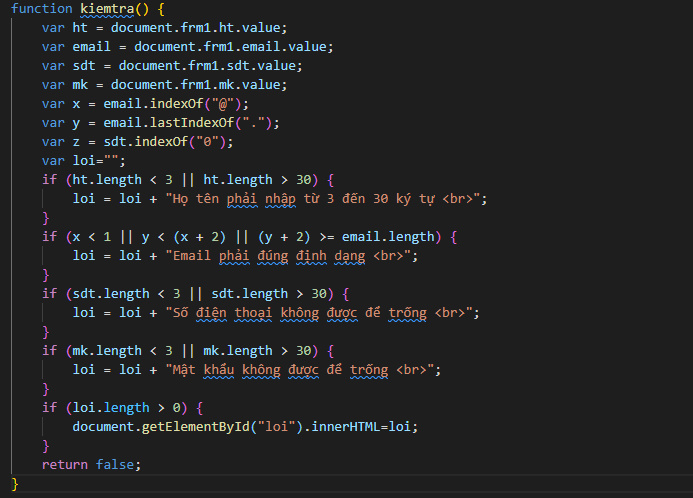 function kiemtra() {
var ht = document.frm1.ht.value;
var email = document.frm1.email.value;
var sdt = document.frm1.sdt.value;
var mk = document.frm1.mk.value;
var x = email.indexOf("@");
var y = email.lastIndexOf(".");
var z = sdt.indexOf("0");
var loi="";
if (ht.length < 3 || ht.length > 30) {
loi = loi + "Họ tên phải nhập từ 3 đến 30 ký tự <br>";
}
if (x < 1 || y < (x + 2) || (y + 2) >= email.length) {
loi = loi + "Email phải đúng định dạng <br>";
}
if (sdt.length < 3 || sdt.length > 30) {
loi = loi + "Số điện thoại không được để trống <br>";
}
if (mk.length < 3 || mk.length > 30) {
loi = loi + "Mật khẩu không được để trống <br>";
}
if (loi.length > 0) {
document.getElementById("loi").innerHTML=loi;
}
return false;
}